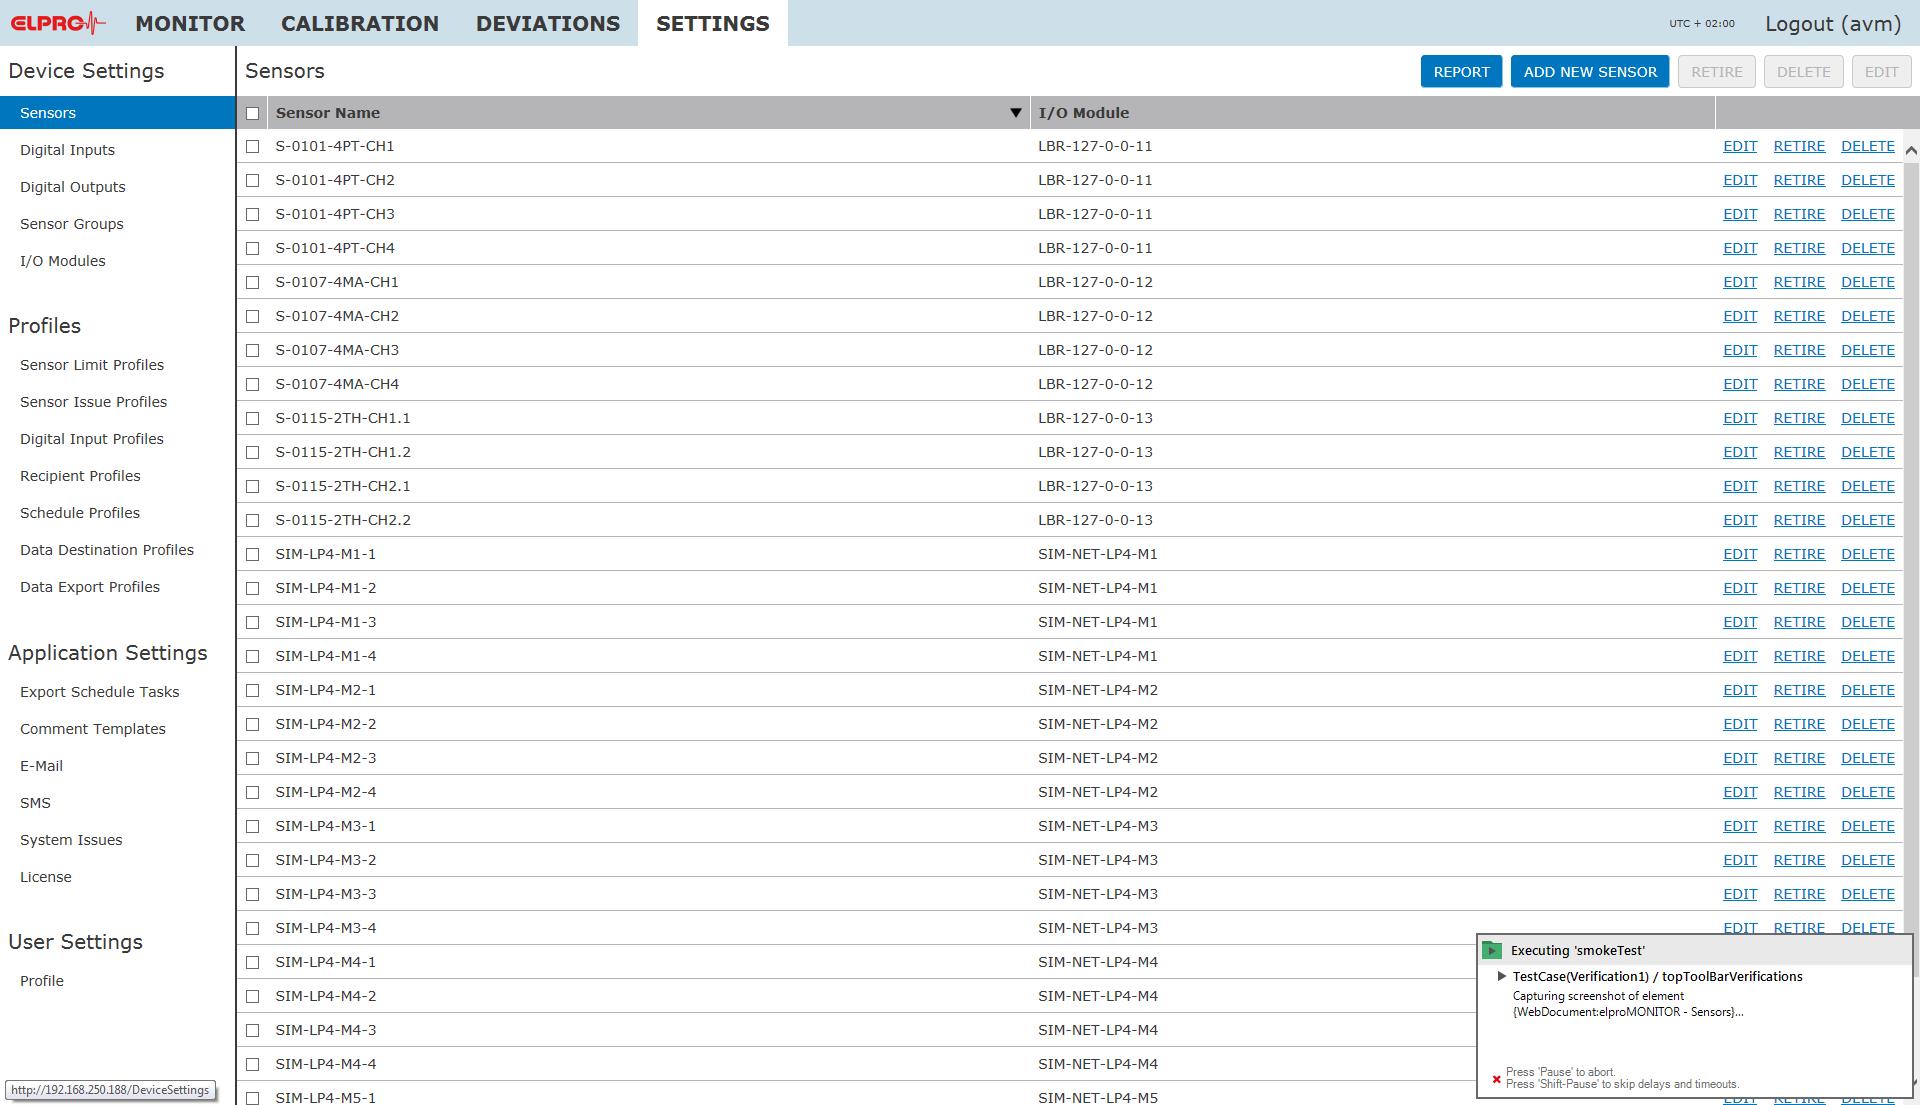 ELPRO MONITOR CALIBRATION DEVIATIONS SETTINGS UTC + 02:00 Logout (avm)
Device Settings
Sensors
Digital Inputs
Digital Outputs
Sensor Groups
I/O Modules
Profiles
Sensor Limit Profiles
Sensor Issue Profiles
Digital Input Profiles
Recipient Profiles
Schedule Profiles
Data Destination Profiles
Data Export Profiles
Application Settings
Export Schedule Tasks
Comment Templates
E-Mail
SMS
System Issues
License
User Settings
Profile
http://192.168.250.188/DeviceSettings
Sensors REPORT ADD NEW SENSOR RETIRE DELETE EDIT
Sensor Name ▼ I/O Module
S-0101-4PT-CH1 LBR-127-0-0-11 EDIT RETIRE DELETE
S-0101-4PT-CH2 LBR-127-0-0-11 EDIT RETIRE DELETE
S-0101-4PT-CH3 LBR-127-0-0-11 EDIT RETIRE DELETE
S-0101-4PT-CH4 LBR-127-0-0-11 EDIT RETIRE DELETE
S-0107-4MA-CH1 LBR-127-0-0-12 EDIT RETIRE DELETE
S-0107-4MA-CH2 LBR-127-0-0-12 EDIT RETIRE DELETE
S-0107-4MA-CH3 LBR-127-0-0-12 EDIT RETIRE DELETE
S-0107-4MA-CH4 LBR-127-0-0-12 EDIT RETIRE DELETE
S-0115-2TH-CH1.1 LBR-127-0-0-13 EDIT RETIRE DELETE
S-0115-2TH-CH1.2 LBR-127-0-0-13 EDIT RETIRE DELETE
S-0115-2TH-CH2.1 LBR-127-0-0-13 EDIT RETIRE DELETE
S-0115-2TH-CH2.2 LBR-127-0-0-13 EDIT RETIRE DELETE
SIM-LP4-M1-1 SIM-NET-LP4-M1 EDIT RETIRE DELETE
SIM-LP4-M1-2 SIM-NET-LP4-M1 EDIT RETIRE DELETE
SIM-LP4-M1-3 SIM-NET-LP4-M1 EDIT RETIRE DELETE
SIM-LP4-M1-4 SIM-NET-LP4-M1 EDIT RETIRE DELETE
SIM-LP4-M2-1 SIM-NET-LP4-M2 EDIT RETIRE DELETE
SIM-LP4-M2-2 SIM-NET-LP4-M2 EDIT RETIRE DELETE
SIM-LP4-M2-3 SIM-NET-LP4-M2 EDIT RETIRE DELETE
SIM-LP4-M2-4 SIM-NET-LP4-M2 EDIT RETIRE DELETE
SIM-LP4-M3-1 SIM-NET-LP4-M3 EDIT RETIRE DELETE
SIM-LP4-M3-2 SIM-NET-LP4-M3 EDIT RETIRE DELETE
SIM-LP4-M3-3 SIM-NET-LP4-M3 EDIT RETIRE DELETE
SIM-LP4-M3-4 SIM-NET-LP4-M3 EDIT RETIRE DELETE
SIM-LP4-M4-1 SIM-NET-LP4-M4
SIM-LP4-M4-2 SIM-NET-LP4-M4
SIM-LP4-M4-3 SIM-NET-LP4-M4
SIM-LP4-M4-4 SIM-NET-LP4-M4
SIM-LP4-M5-1 SIM-NET-LP4-M5 EDIT RETIRE DELETE
Executing 'smokeTest'
TestCase(Verification1) / topToolBarVerifications
Capturing screenshot of element
{WebDocument:elproMONITOR - Sensors}...
Press 'Pause' to abort.
Press 'Shift-Pause' to skip delays and timeouts.